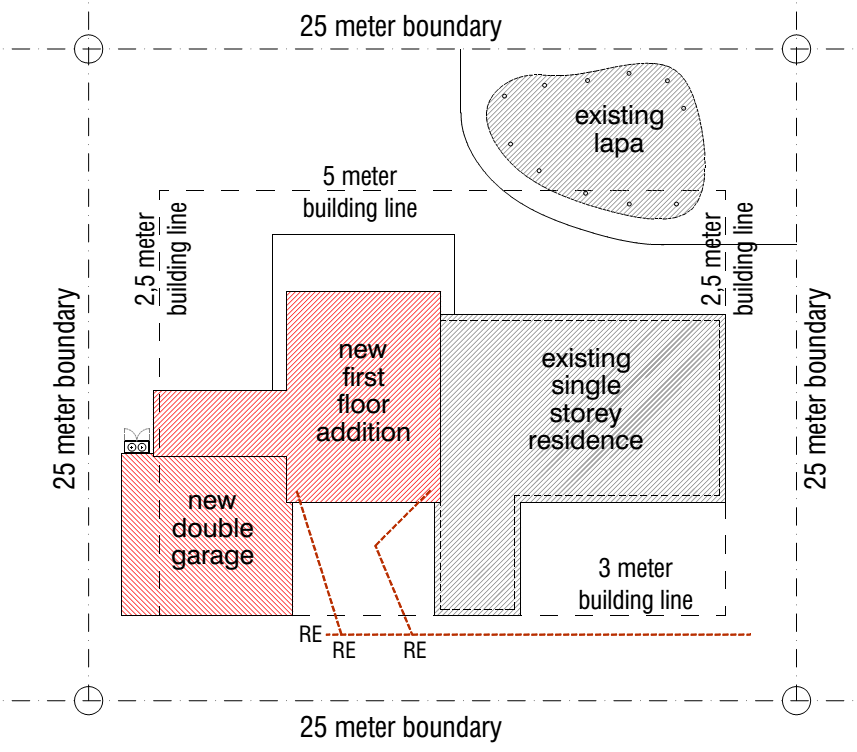 25 meter boundary
existing
lapa
5 meter
building line
2,5 meter
building line
2,5 meter
building line
25 meter boundary
new
first
floor
addition
existing
single
storey
residence
25 meter boundary
new
double
garage
3 meter
building line
RE
RE
RE
25 meter boundary